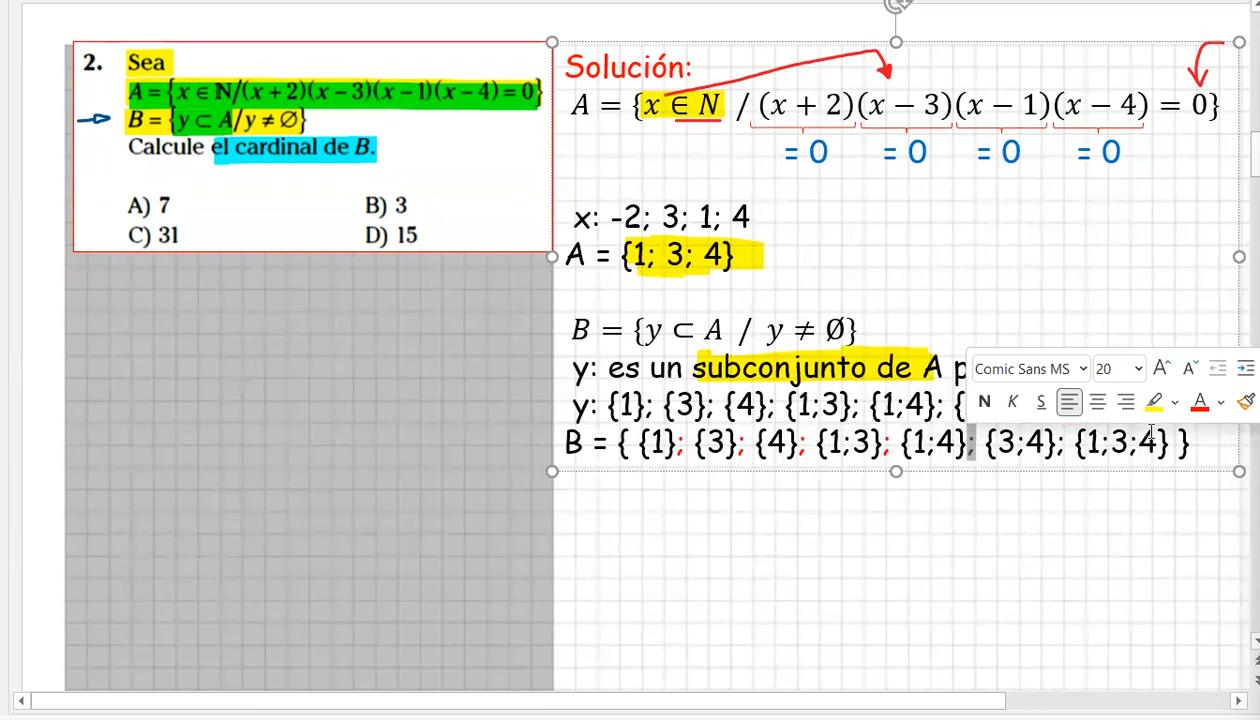 2. Sea
A = {x ∈ N/(x + 2)(x − 3)(x − 1)(x − 4) = 0}
B = {y ⊂ A/y ≠ Ø}
Calcule el cardinal de B.
A) 7 B) 3
C) 31 D) 15
Solución:
A = {x ∈ N / (x + 2)(x − 3)(x − 1)(x − 4) = 0}
= 0 = 0 = 0 = 0
x: -2; 3; 1; 4
A = {1; 3; 4}
B = {y ⊂ A / y ≠ Ø}
y: es un subconjunto de A
y: {1}; {3}; {4}; {1;3}; {1;4}; {
B = { {1}; {3}; {4}; {1;3}; {1;4}; {3;4}; {1;3;4} }
Comic Sans MS 20 A A
N K S A